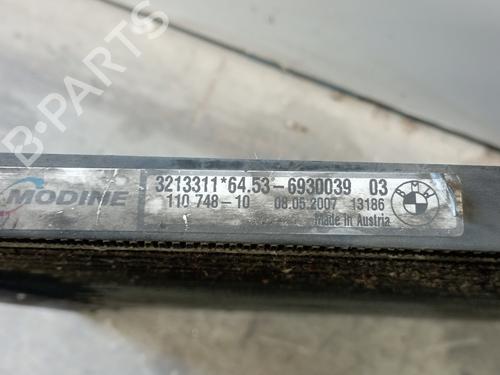 B-PARTS
MODINE
3213311*64.53-6930039 03
110 748-10 08.05.2007 13186
Made in Austria
BMW